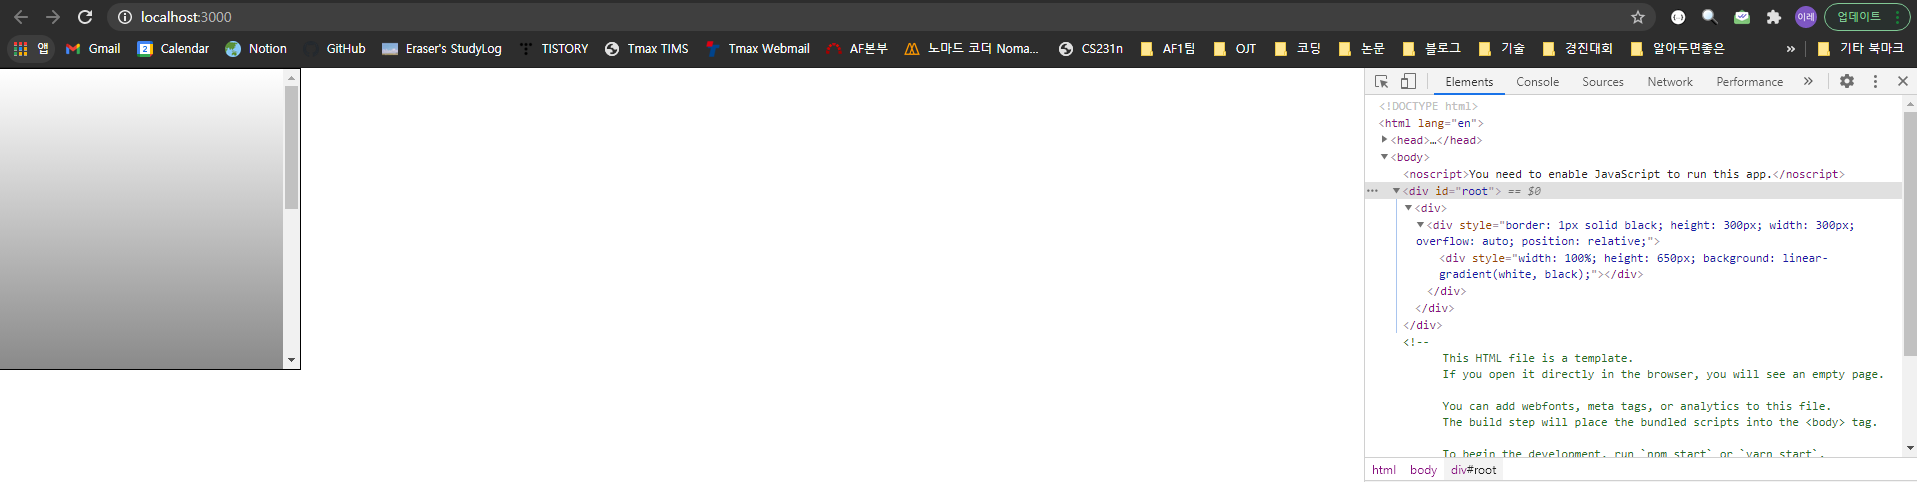 localhost:3000
이레
업데이트
앱 Gmail Calendar Notion GitHub Eraser's StudyLog TISTORY Tmax TIMS Tmax Webmail AF본부 노마드 코더 Noma... CS231n AF1팀 OJT 코딩 논문 블로그 기술 경진대회 알아두면좋은 » 기타 북마크
Elements Console Sources Network Performance »
<!DOCTYPE html>
<html lang="en">
<head>…</head>
<body>
<noscript>You need to enable JavaScript to run this app.</noscript>
<div id="root"> == $0
<div>
<div style="border: 1px solid black; height: 300px; width: 300px;
overflow: auto; position: relative;">
<div style="width: 100%; height: 650px; background: linear-
gradient(white, black);"></div>
</div>
</div>
</div>
<!--
This HTML file is a template.
If you open it directly in the browser, you will see an empty page.
You can add webfonts, meta tags, or analytics to this file.
The build step will place the bundled scripts into the <body> tag.
To begin the development, run `npm start` or `yarn start`.
html body div#root